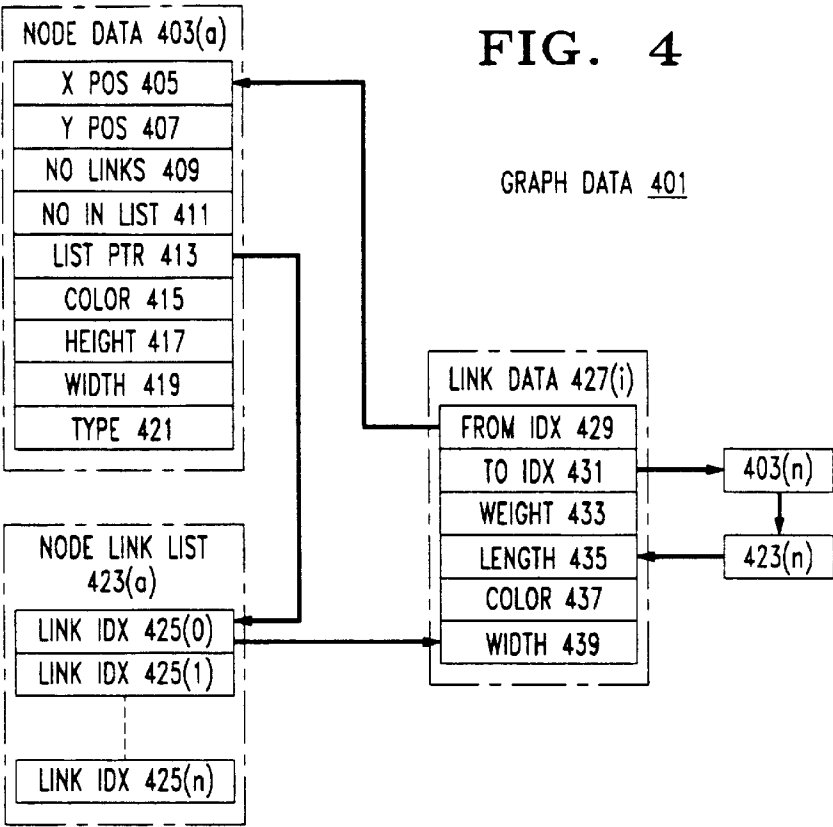 FIG. 4
GRAPH DATA 401
NODE DATA 403(a)
X POS 405
Y POS 407
NO LINKS 409
NO IN LIST 411
LIST PTR 413
COLOR 415
HEIGHT 417
WIDTH 419
TYPE 421
NODE LINK LIST
423(a)
LINK IDX 425(0)
LINK IDX 425(1)
LINK IDX 425(n)
LINK DATA 427(i)
FROM IDX 429
TO IDX 431
WEIGHT 433
LENGTH 435
COLOR 437
WIDTH 439
403(n)
423(n)